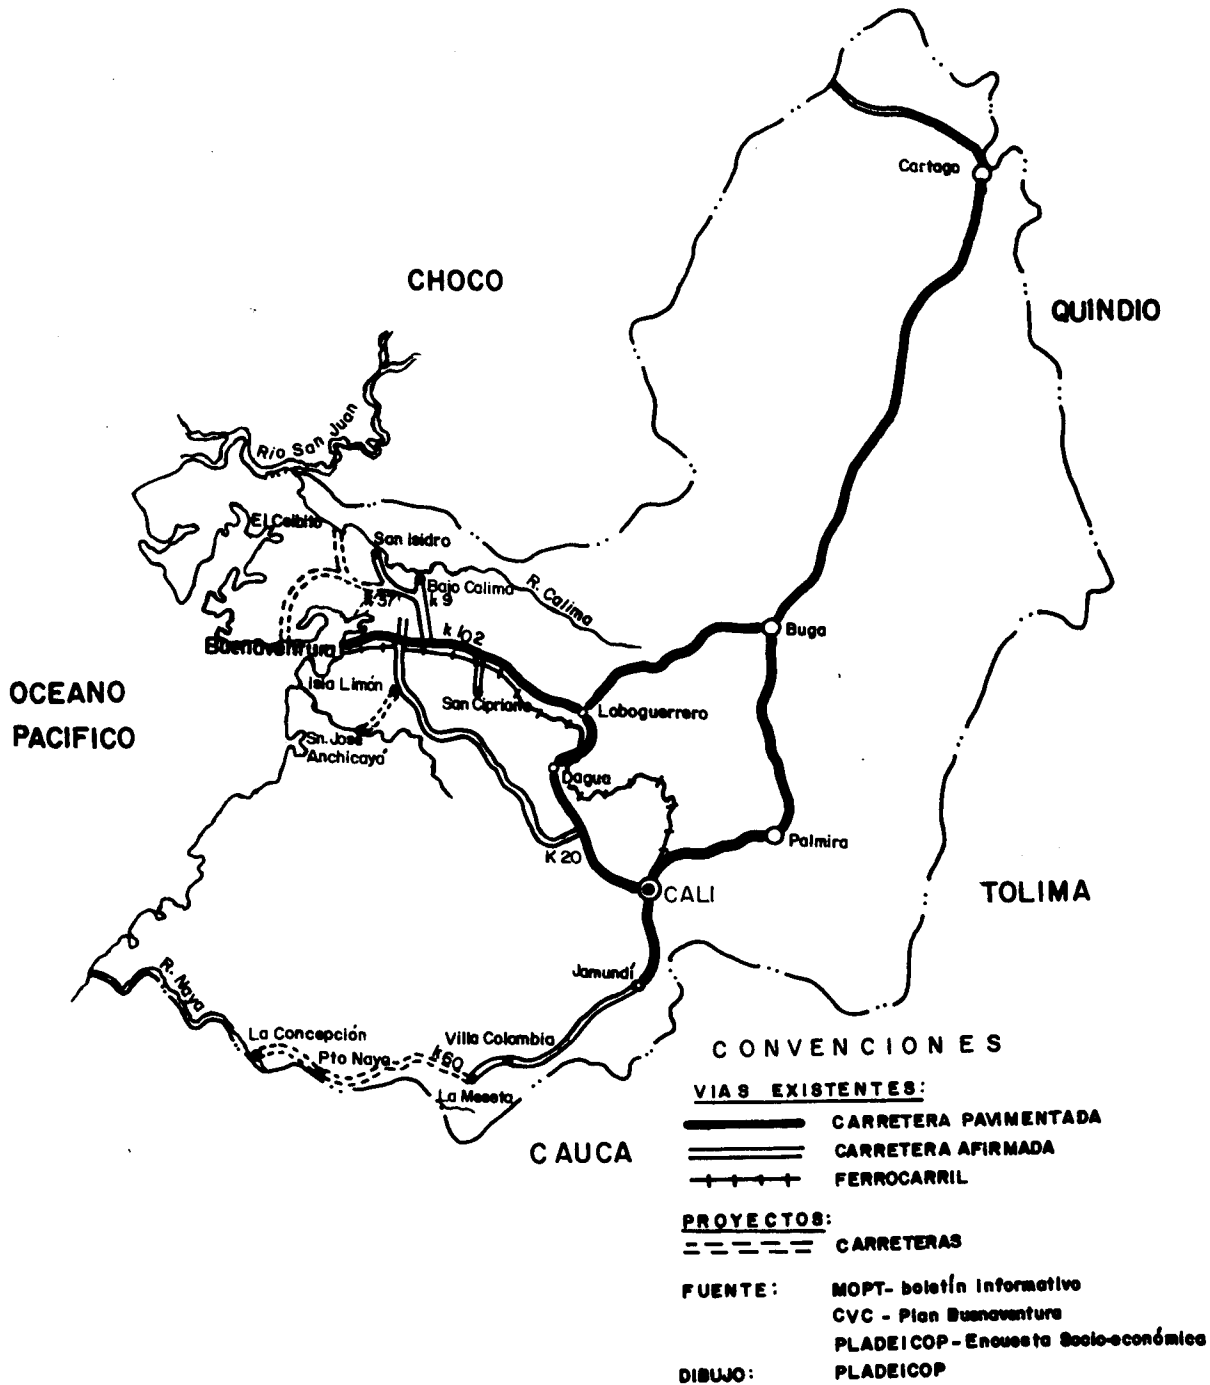 Cartago
CHOCO
QUINDIO
Rio San Juan
El Ceibito
San Isidro
R. Calima
Bajo Calima
k 37
k 9
k 102
Buga
Buenaventura
Isla Limón
San Cipriano
Loboguerrero
OCEANO
PACIFICO
Sn. José
Anchicayá
Dagua
Palmira
K 20
CALI
TOLIMA
Jamundí
R. Naya
La Concepción
Villa Colombia
Pto Naya
k 60
La Meseta
CAUCA
CONVENCIONES
VIAS EXISTENTES:
CARRETERA PAVIMENTADA
CARRETERA AFIRMADA
FERROCARRIL
PROYECTOS:
CARRETERAS
FUENTE: MOPT- boletín informativo
CVC - Plan Buenaventura
PLADEICOP - Encuesta Socio-económica
DIBUJO: PLADEICOP